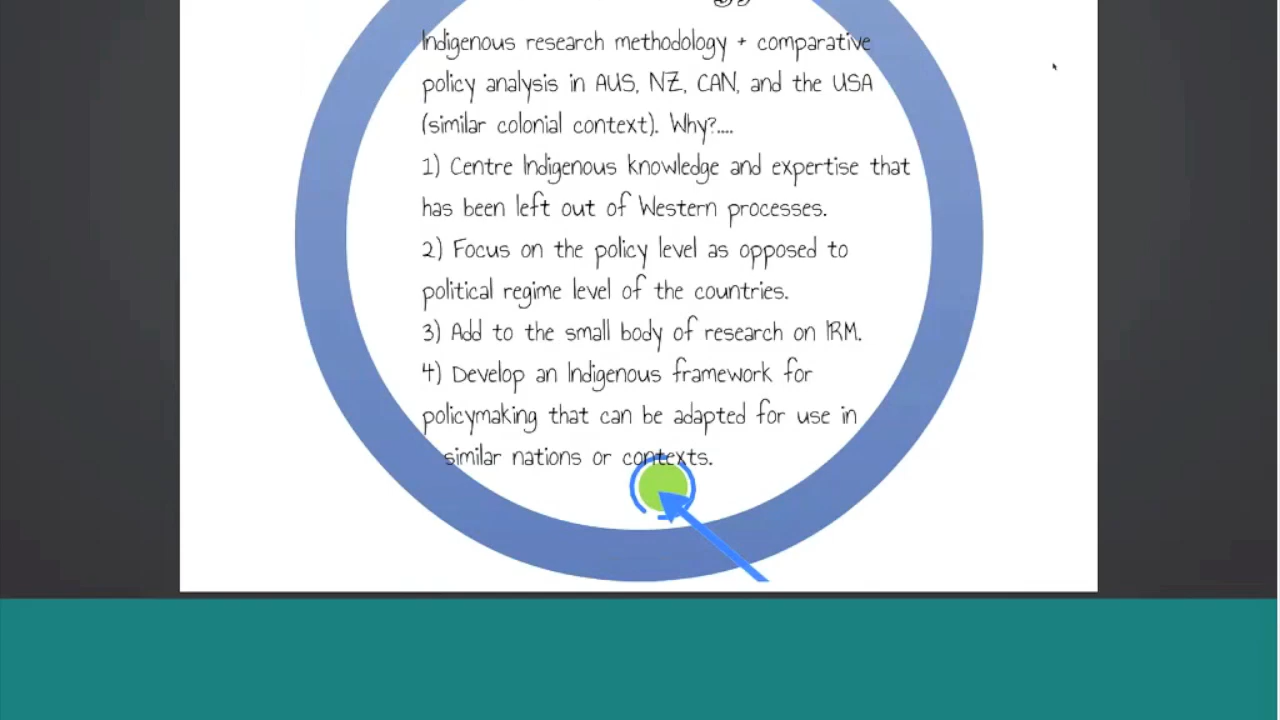 Indigenous research methodology + comparative
policy analysis in AUS, NZ, CAN, and the USA
(similar colonial context). Why?....
1) Centre Indigenous knowledge and expertise that
has been left out of Western processes.
2) Focus on the policy level as opposed to
political regime level of the countries.
3) Add to the small body of research on IRM.
4) Develop an Indigenous framework for
policymaking that can be adapted for use in
similar nations or contexts.